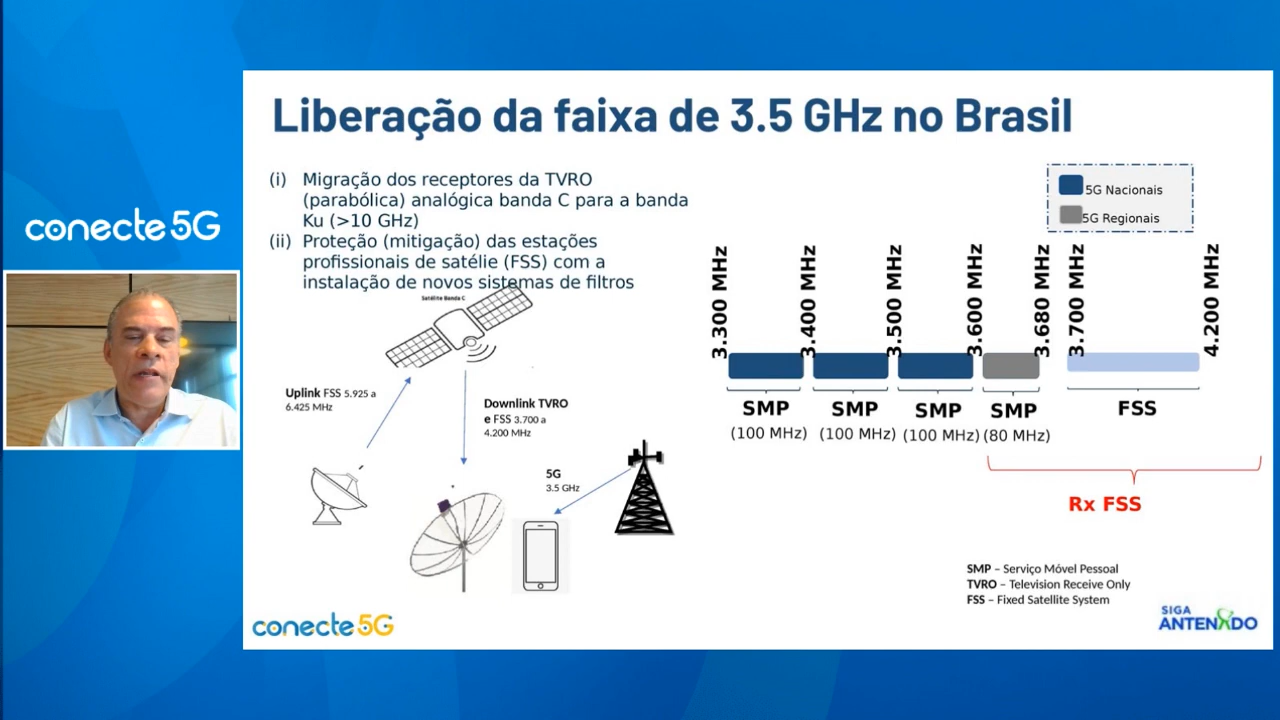 Liberação da faixa de 3.5 GHz no Brasil
(i) Migração dos receptores da TVRO
(parabólica) analógica banda C para a banda
Ku (>10 GHz)
(ii) Proteção (mitigação) das estações
profissionais de satélie (FSS) com a
instalação de novos sistemas de filtros
conecte 5G
Satélite Banda C
Uplink FSS 5.925 a
6.425 MHz
Downlink TVRO
e FSS 3.700 a
4.200 MHz
5G
3.5 GHz
5G Nacionais
5G Regionais
3.300 MHz
3.400 MHz
3.500 MHz
3.600 MHz
3.680 MHz
3.700 MHz
4.200 MHz
SMP
(100 MHz)
SMP
(100 MHz)
SMP
(100 MHz)
SMP
(80 MHz)
FSS
Rx FSS
SMP – Serviço Móvel Pessoal
TVRO – Television Receive Only
FSS – Fixed Satellite System
conecte 5G
SIGA
ANTENADO